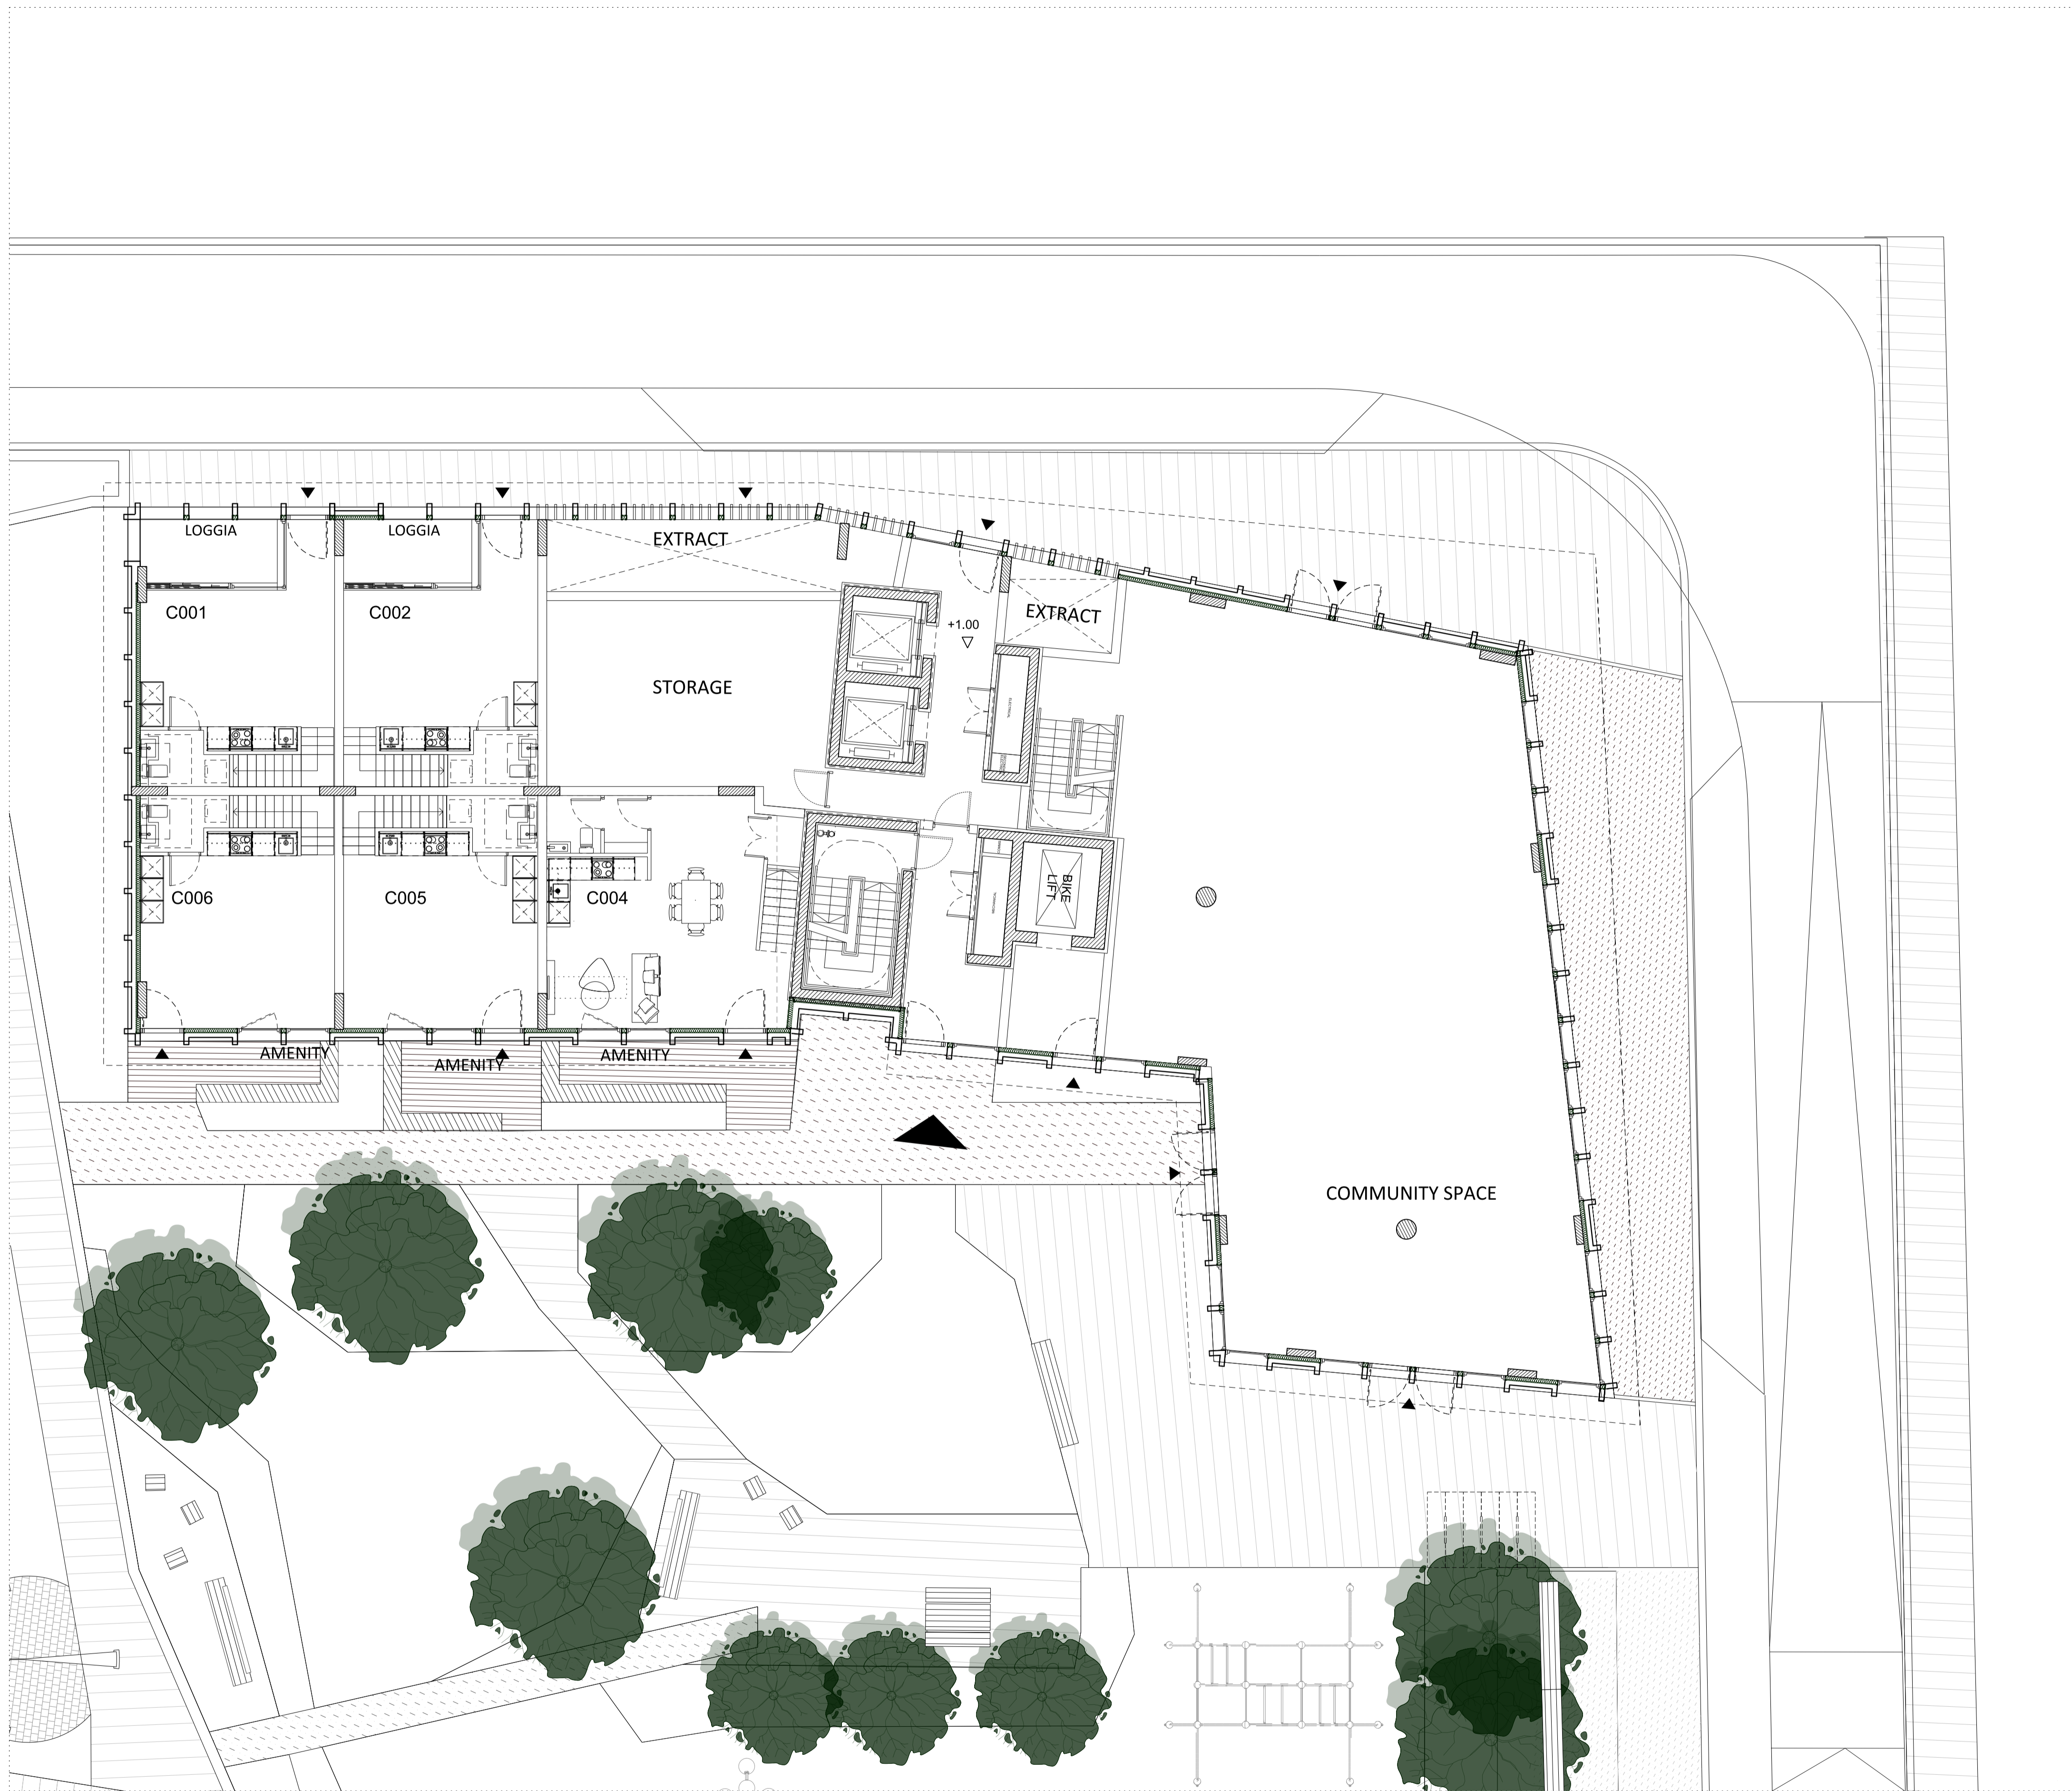 LOGGIA
LOGGIA
EXTRACT
C001
C002
EXTRACT
+1.00
STORAGE
ELECTRICAL
C006
C005
C004
BIKE
LIFT
AMENITY
AMENITY
AMENITY
COMMUNITY SPACE